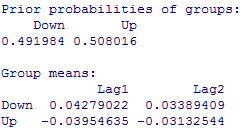 Prior probabilities of groups:
Down Up
0.491984 0.508016
Group means:
Lag1 Lag2
Down 0.04279022 0.03389409
Up -0.03954635 -0.03132544